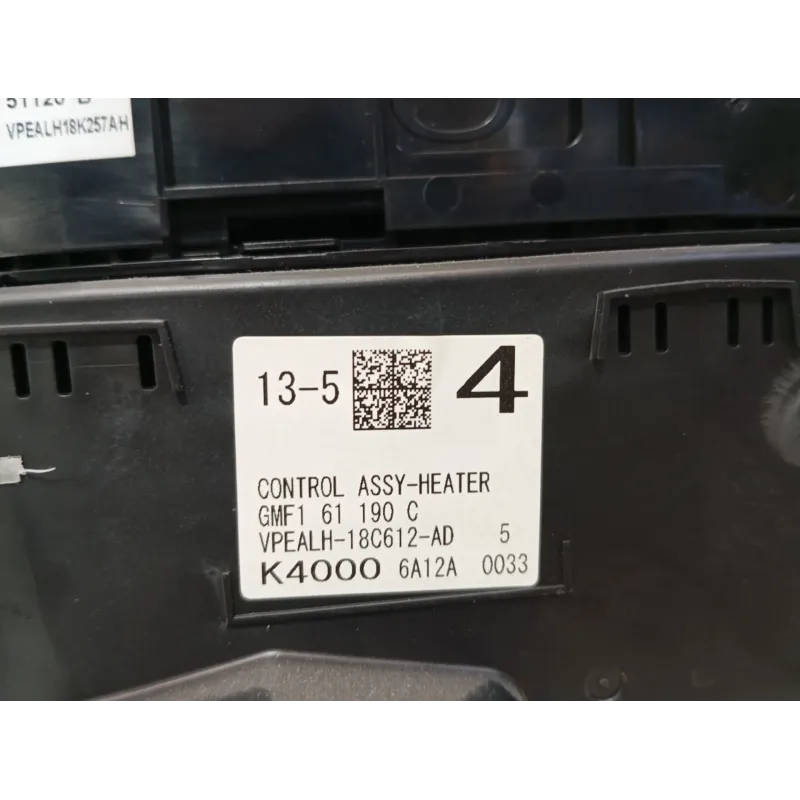 VPEALH18K257AH
13-5 4
CONTROL ASSY-HEATER
GMF1 61 190 C
VPEALH-18C612-AD 5
K4000 6A12A 0033